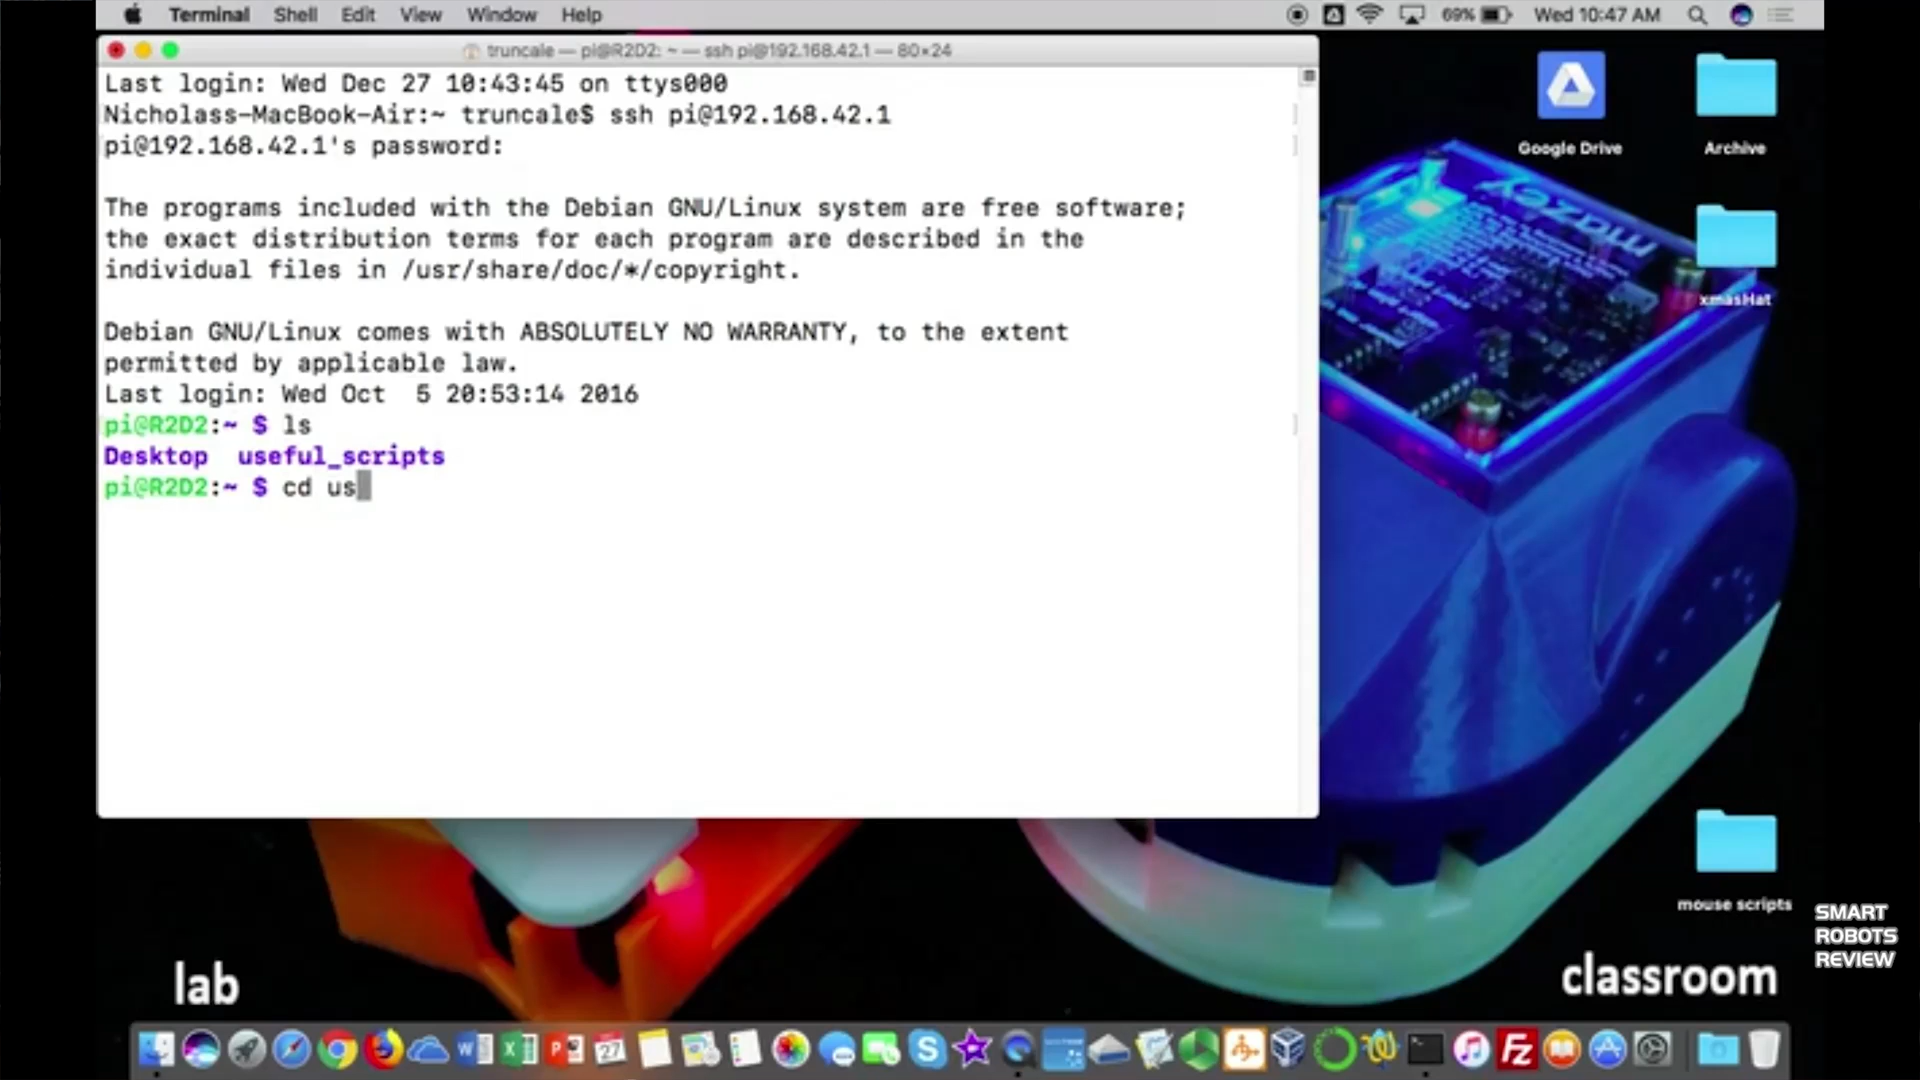 Terminal Shell Edit View Window Help 69% Wed 10:47 AM
truncale — pi@R2D2: ~ — ssh pi@192.168.42.1 — 80×24
Last login: Wed Dec 27 10:43:45 on ttys000
Nicholass-MacBook-Air:~ truncale$ ssh pi@192.168.42.1
pi@192.168.42.1's password:
The programs included with the Debian GNU/Linux system are free software;
the exact distribution terms for each program are described in the
individual files in /usr/share/doc/*/copyright.
Debian GNU/Linux comes with ABSOLUTELY NO WARRANTY, to the extent
permitted by applicable law.
Last login: Wed Oct  5 20:53:14 2016
pi@R2D2:~ $ ls
Desktop  useful_scripts
pi@R2D2:~ $ cd us
Google Drive
Archive
mazey
xmasHat
mouse scripts
SMART
ROBOTS
REVIEW
lab
classroom
27
Fz